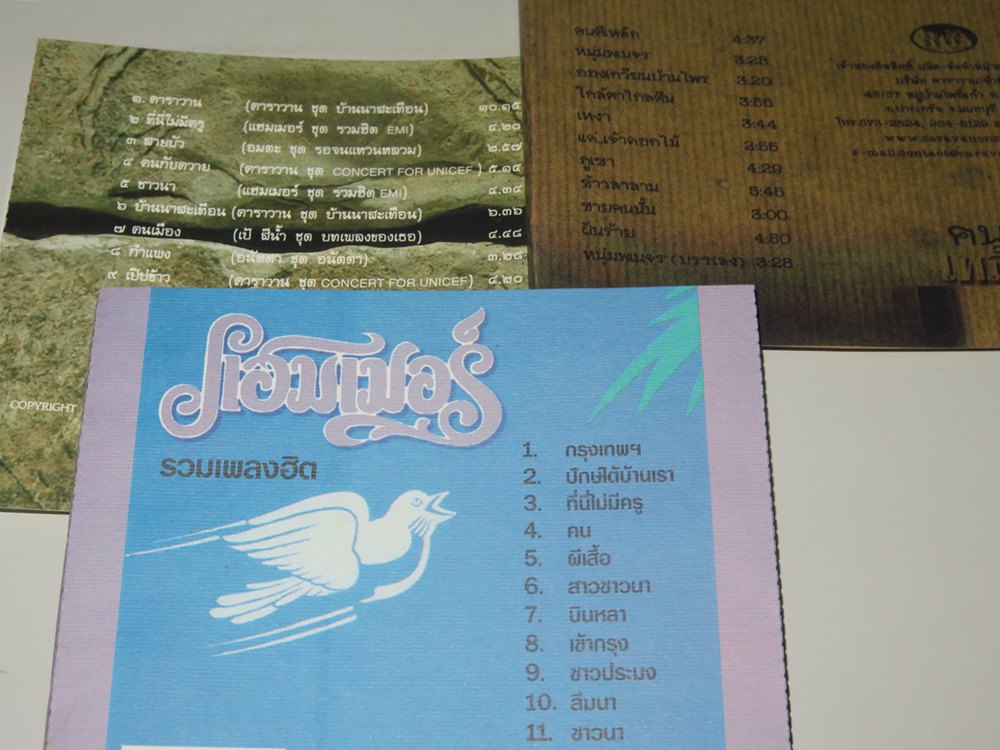 ๑. คาราวาน (คาราวาน ชุด บ้านนาสะเทือน) ๑๐.๑๕
๒ ที่นี่ไม่มีครู (แฮมเมอร์ ชุด รวมฮิต EMI) ๔.๒๐
๓ สายบัว (อมตะ ชุด รอจนแหวนหลวม) ๒.๕๗
๔ คนกับควาย (คาราวาน ชุด CONCERT FOR UNICEF) ๕.๑๕
๕ ชาวนา (แฮมเมอร์ ชุด รวมฮิต EMI) ๔.๓๔
๖ บ้านนาสะเทือน (คาราวาน ชุด บ้านนาสะเทือน) ๖.๓๖
๗ คนเมือง (เป้ สีน้ำ ชุด บทเพลงของเธอ) ๔.๔๘
๘ กำแพง (อนัตตา ชุด อนัตตา) ๓.๒๘
๙ เปิบข้าว (คาราวาน ชุด CONCERT FOR UNICEF) ๔.๒๐
COPYRIGHT
คนตีเหล็ก 4:37
หนุ่มพเนจร 3:28
กองเกวียนบ้านไพร 3:20
ใกล้ตาไกลตีน 3:56
เหงา 3:44
แด่เจ้าดอกไม้ 2:55
ภูเขา 4:29
ข้าวลาลาน 5:48
ชายคนนั้น 3:00
ฝันร้าย 4:50
หนุ่มพเนจร (บรรเลง) 3:28
แฮมเมอร์
รวมเพลงฮิต
1. กรุงเทพฯ
2. ปักษ์ใต้บ้านเรา
3. ที่นี่ไม่มีครู
4. คน
5. ผีเสื้อ
6. สาวชาวนา
7. บินหลา
8. เข้ากรุง
9. ชาวประมง
10. ลืมนา
11. ชาวนา